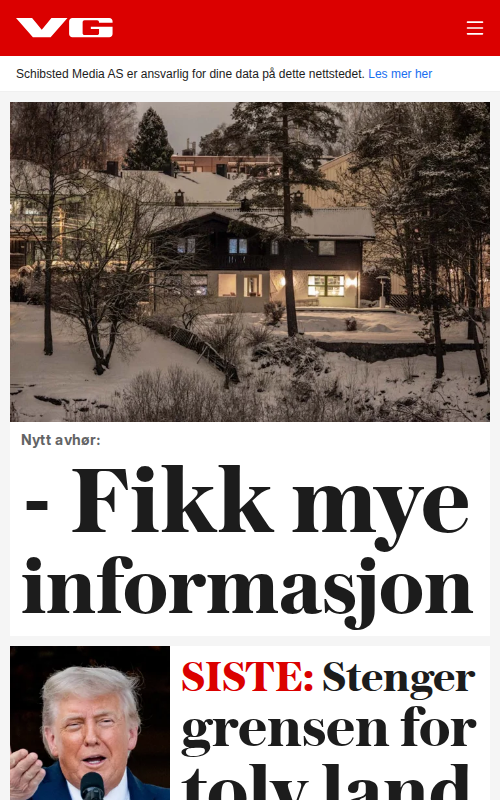 VG
Schibsted Media AS er ansvarlig for dine data på dette nettstedet. Les mer her
Nytt avhør:
- Fikk mye
informasjon
SISTE: Stenger
grensen for
tolv land